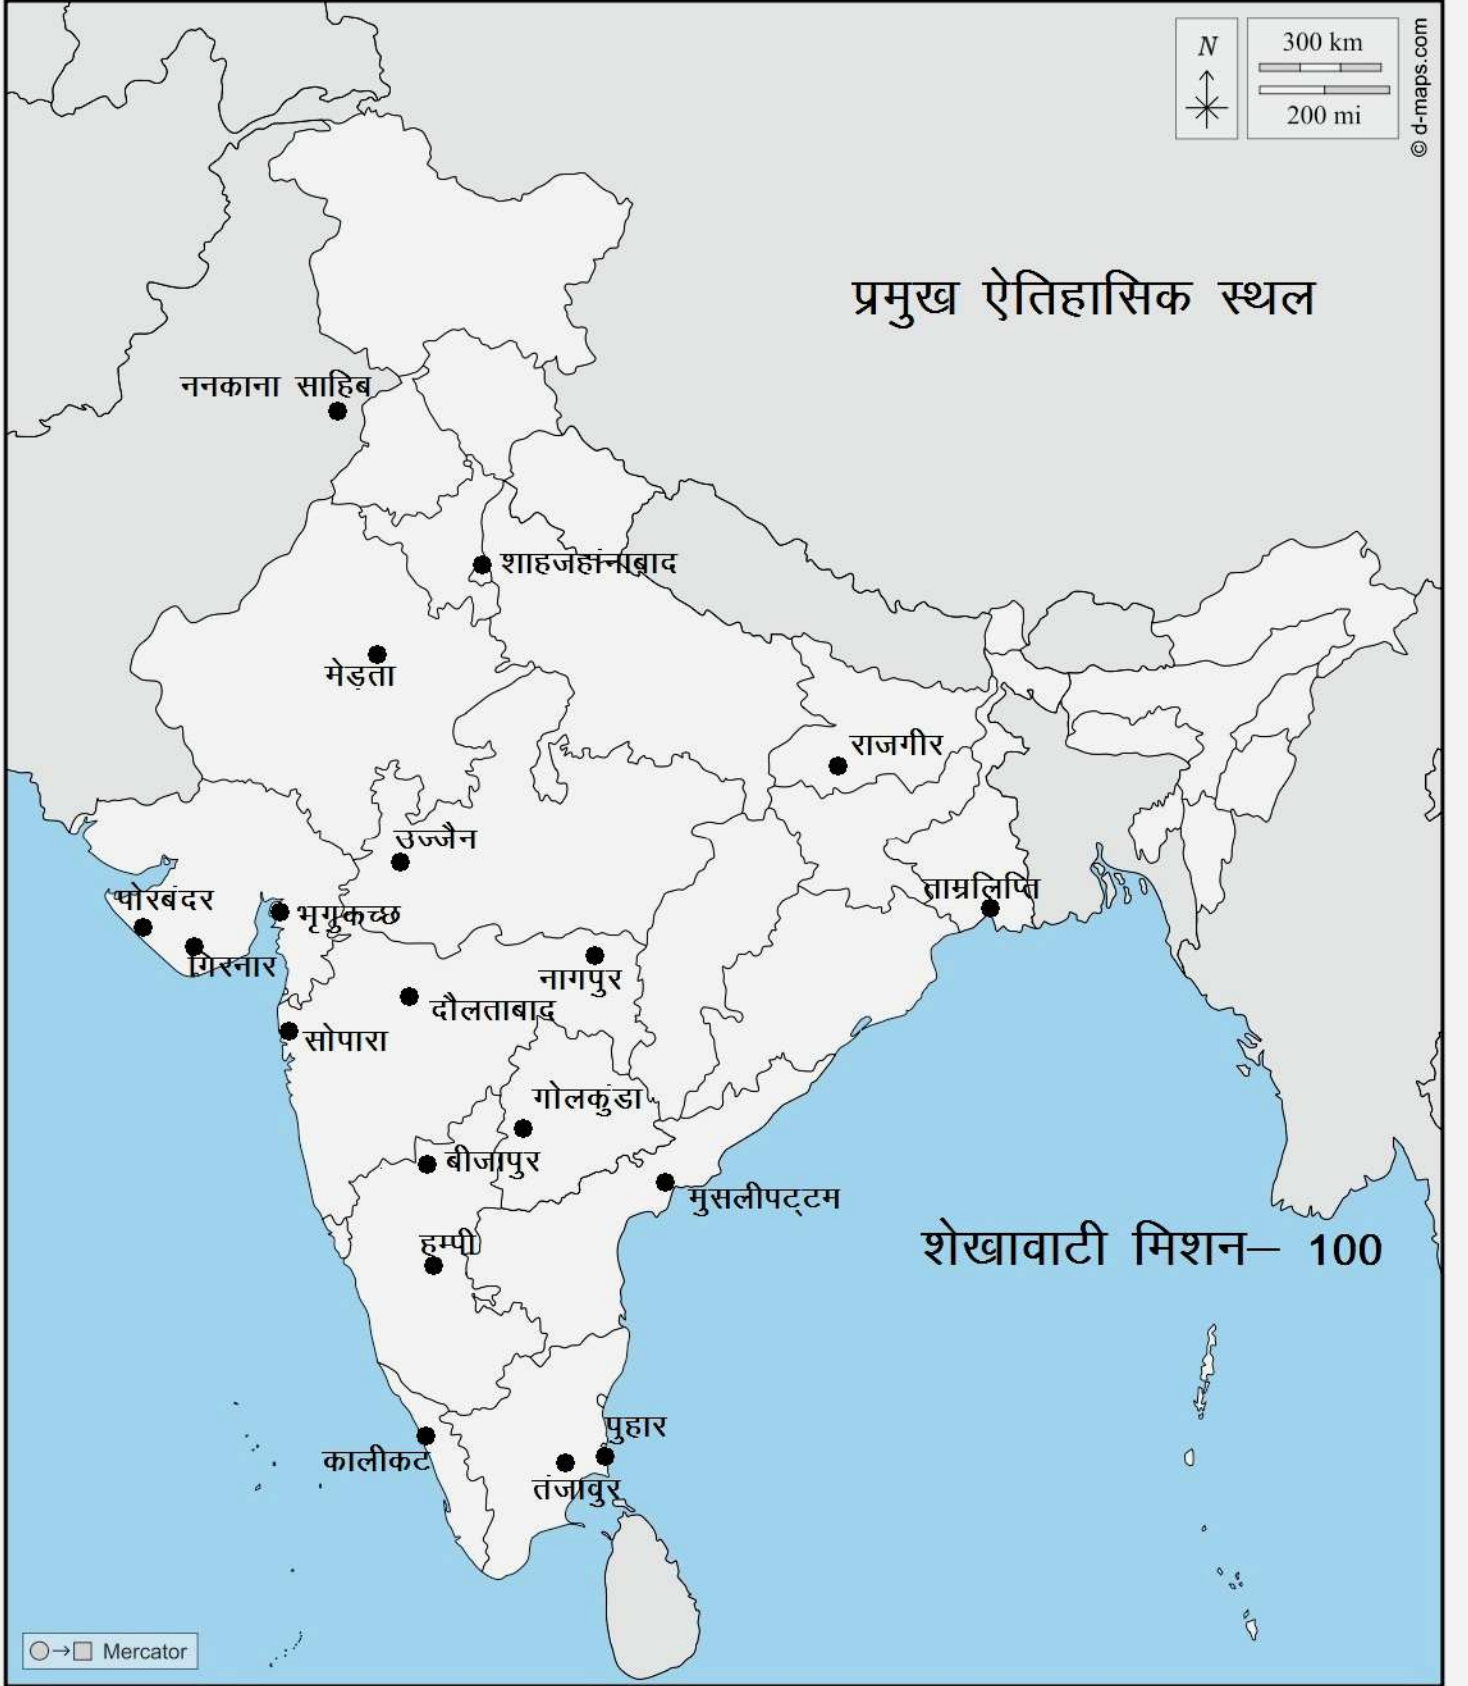 N
300 km
200 mi
© d-maps.com
प्रमुख ऐतिहासिक स्थल
ननकाना साहिब
शाहजहांनाबाद
मेड़ता
राजगीर
उज्जैन
ताम्रलिप्ति
पोरबंदर
भृगुकच्छ
गिरनार
नागपुर
दौलताबाद
सोपारा
गोलकुंडा
बीजापुर
मुसलीपट्टम
हम्पी
शेखावाटी मिशन– 100
पुहार
कालीकट
तंजावुर
Mercator